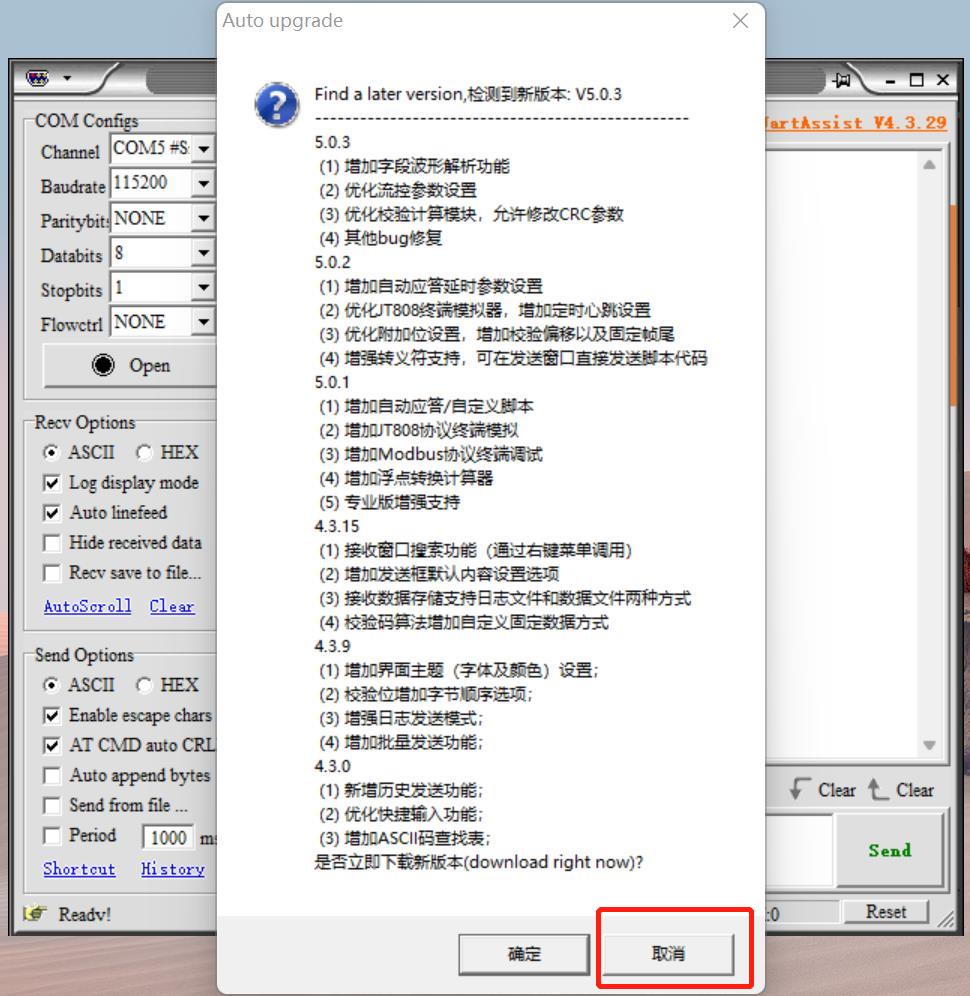 Auto upgrade
Find a later version,检测到新版本: V5.0.3
--------------------------------------------------
5.0.3
(1) 增加字段波形解析功能
(2) 优化流控参数设置
(3) 优化校验计算模块，允许修改CRC参数
(4) 其他bug修复
5.0.2
(1) 增加自动应答延时参数设置
(2) 优化JT808终端模拟器，增加定时心跳设置
(3) 优化附加位设置，增加校验偏移以及固定帧尾
(4) 增强转义符支持，可在发送窗口直接发送脚本代码
5.0.1
(1) 增加自动应答/自定义脚本
(2) 增加JT808协议终端模拟
(3) 增加Modbus协议终端调试
(4) 增加浮点转换计算器
(5) 专业版增强支持
4.3.15
(1) 接收窗口搜索功能（通过右键菜单调用)
(2) 增加发送框默认内容设置选项
(3) 接收数据存储支持日志文件和数据文件两种方式
(4) 校验码算法增加自定义固定数据方式
4.3.9
(1) 增加界面主题（字体及颜色）设置;
(2) 校验位增加字节顺序选项;
(3) 增强日志发送模式;
(4) 增加批量发送功能;
4.3.0
(1) 新增历史发送功能;
(2) 优化快捷输入功能;
(3) 增加ASCII码查找表;
是否立即下载新版本(download right now)?
确定
取消
COM Configs
Channel COM5 #S
Baudrate 115200
Paritybit NONE
Databits 8
Stopbits 1
Flowctrl NONE
Open
Recv Options
ASCII HEX
Log display mode
Auto linefeed
Hide received data
Recv save to file...
AutoScroll Clear
Send Options
ASCII HEX
Enable escape chars
AT CMD auto CRL
Auto append bytes
Send from file ...
Period 1000 ms
Shortcut History
Ready!
UartAssist V4.3.29
Clear Clear
Send
:0 Reset